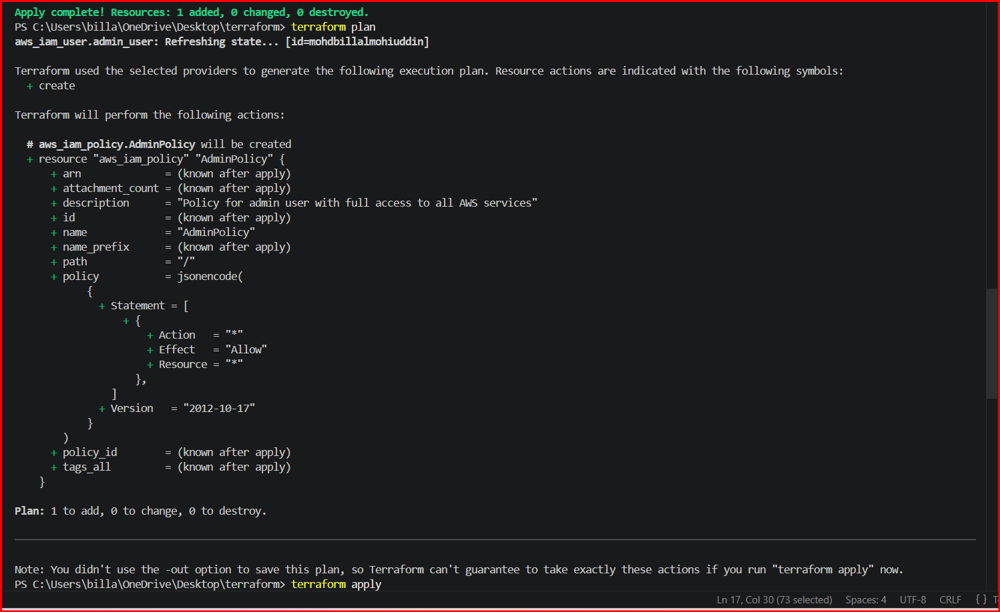 Apply complete! Resources: 1 added, 0 changed, 0 destroyed.
PS C:\Users\billa\OneDrive\Desktop\terraform> terraform plan
aws_iam_user.admin_user: Refreshing state... [id=mohdbillalmohiuddin]
Terraform used the selected providers to generate the following execution plan. Resource actions are indicated with the following symbols:
  + create
Terraform will perform the following actions:
  # aws_iam_policy.AdminPolicy will be created
  + resource "aws_iam_policy" "AdminPolicy" {
      + arn              = (known after apply)
      + attachment_count = (known after apply)
      + description      = "Policy for admin user with full access to all AWS services"
      + id               = (known after apply)
      + name             = "AdminPolicy"
      + name_prefix      = (known after apply)
      + path             = "/"
      + policy           = jsonencode(
            {
              + Statement = [
                  + {
                      + Action   = "*"
                      + Effect   = "Allow"
                      + Resource = "*"
                    },
                ]
              + Version   = "2012-10-17"
            }
        )
      + policy_id        = (known after apply)
      + tags_all         = (known after apply)
    }
Plan: 1 to add, 0 to change, 0 to destroy.
Note: You didn't use the -out option to save this plan, so Terraform can't guarantee to take exactly these actions if you run "terraform apply" now.
PS C:\Users\billa\OneDrive\Desktop\terraform> terraform apply
Ln 17, Col 30 (73 selected) Spaces: 4 UTF-8 CRLF { }